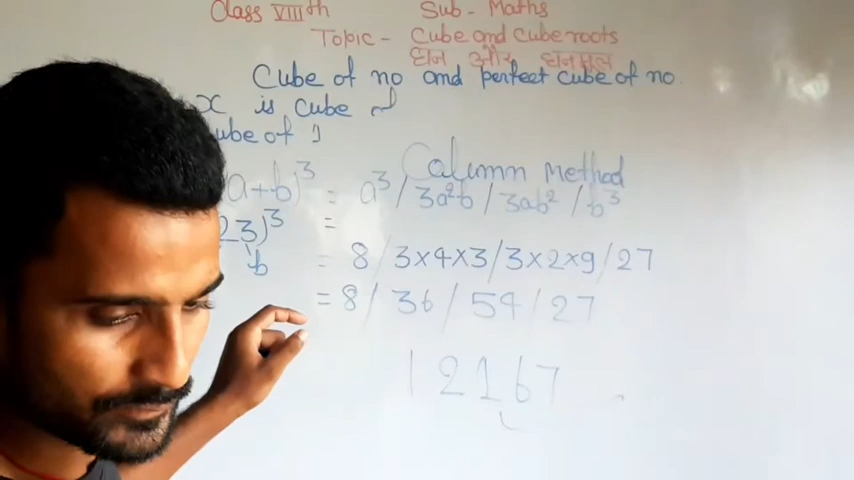 Class VIIIth Sub - Maths
Topic - Cube and Cube roots
घन और घनमूल
Cube of no and perfect cube of no.
x is cube
ube of
a+b)³ = a³ / 3a²b / 3ab² / b³
Column Method
23)³ =
b
= 8 / 3×4×3 / 3×2×9 / 27
= 8 / 36 / 54 / 27
12167